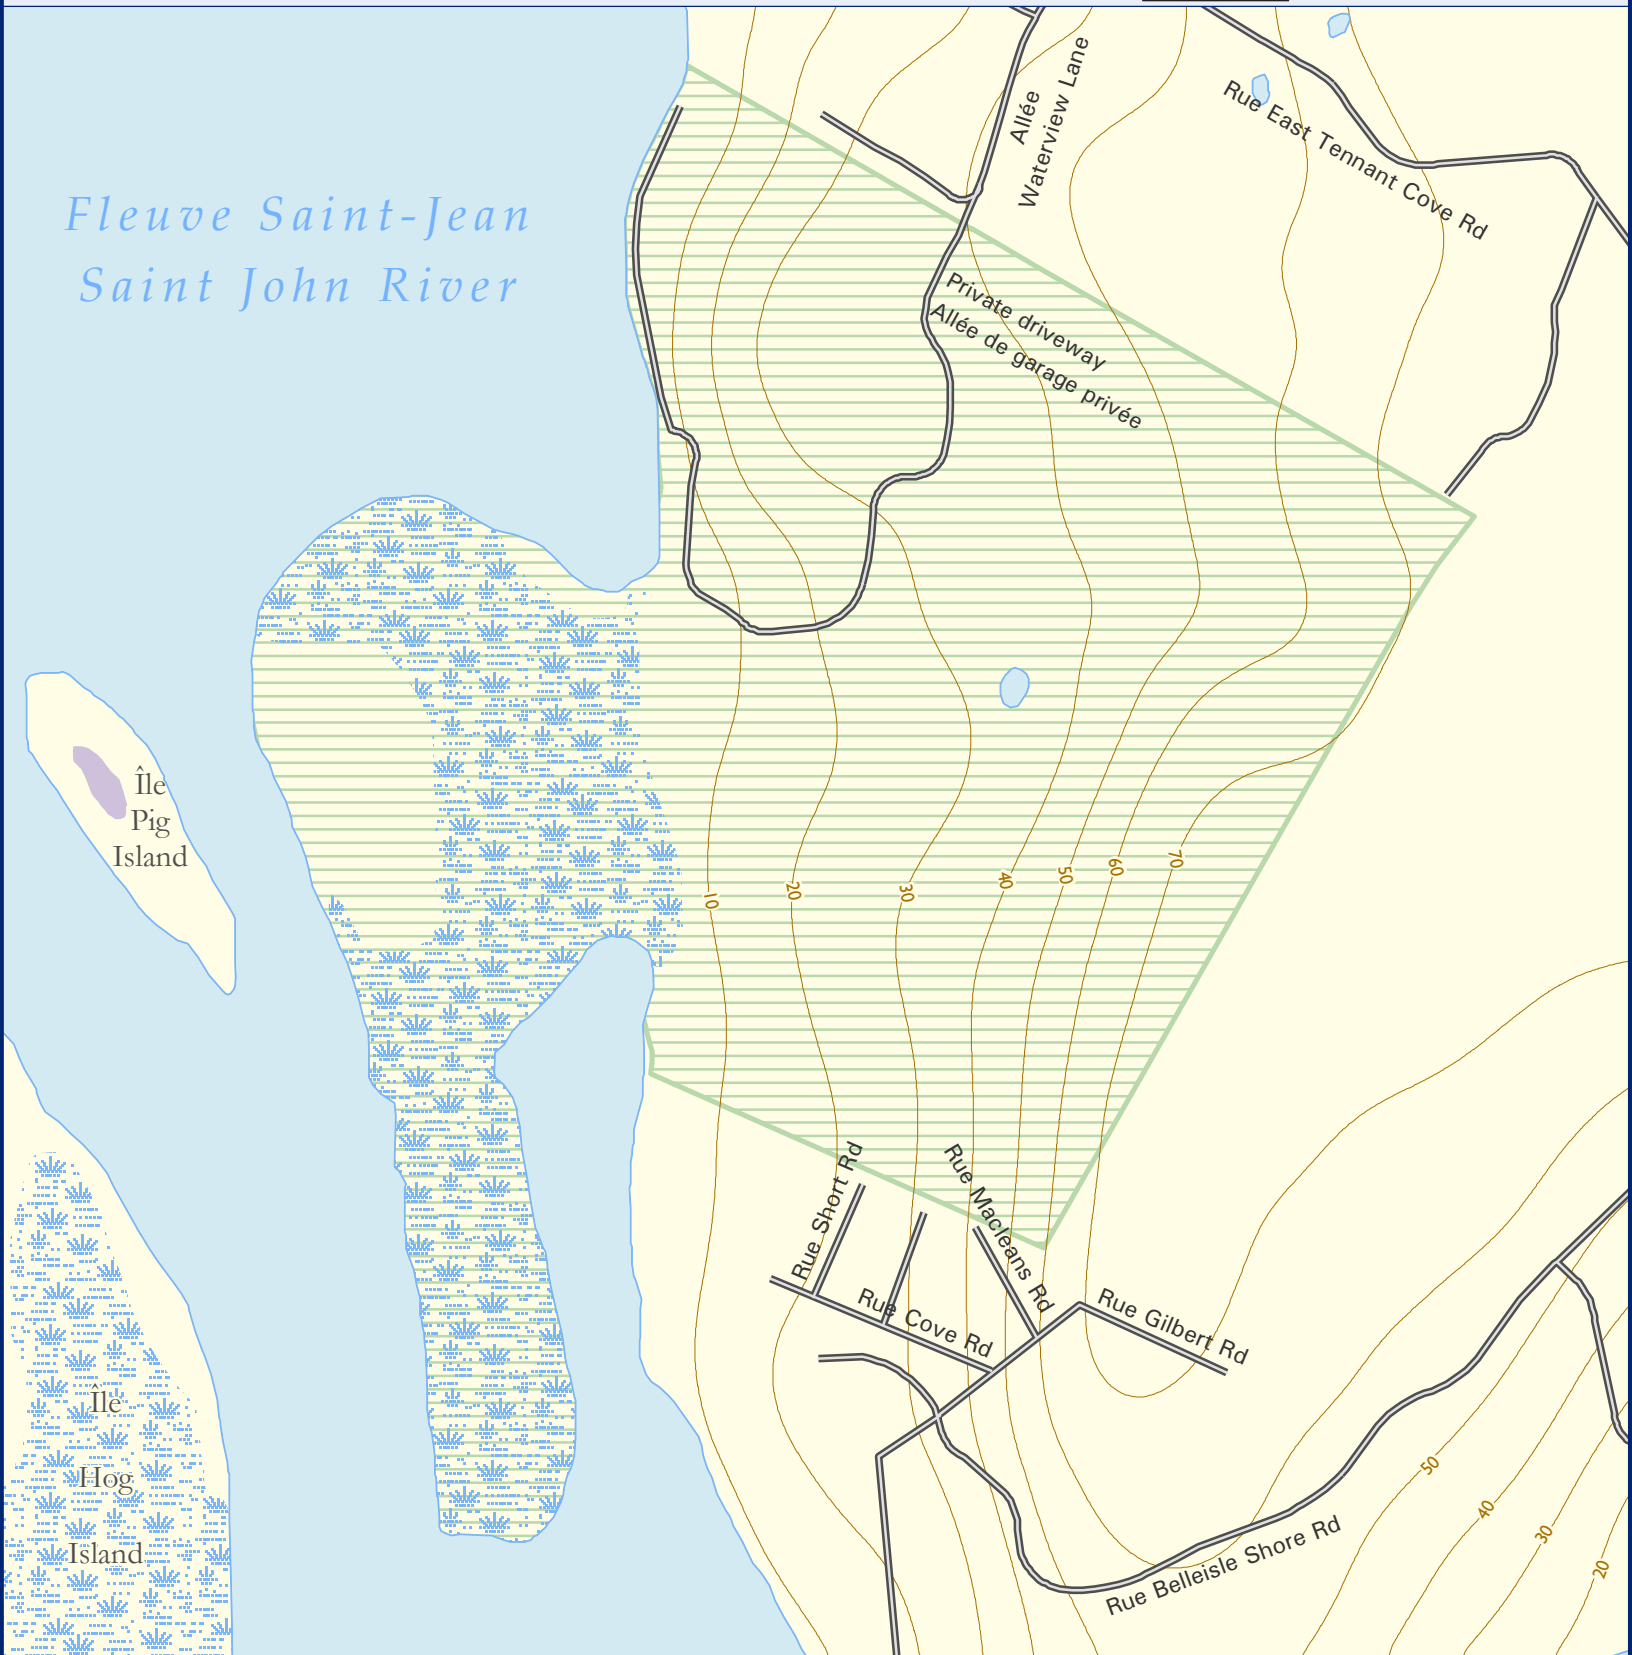 Allée
Waterview Lane
Rue East Tennant Cove Rd
Fleuve Saint-Jean
Saint John River
Private driveway
Allée de garage privée
Île
Pig
Island
10
20
30
40
50
60
70
Rue Short Rd
Rue Macleans Rd
Rue Cove Rd
Rue Gilbert Rd
Île
Hog
Island
50
40
30
20
Rue Belleisle Shore Rd